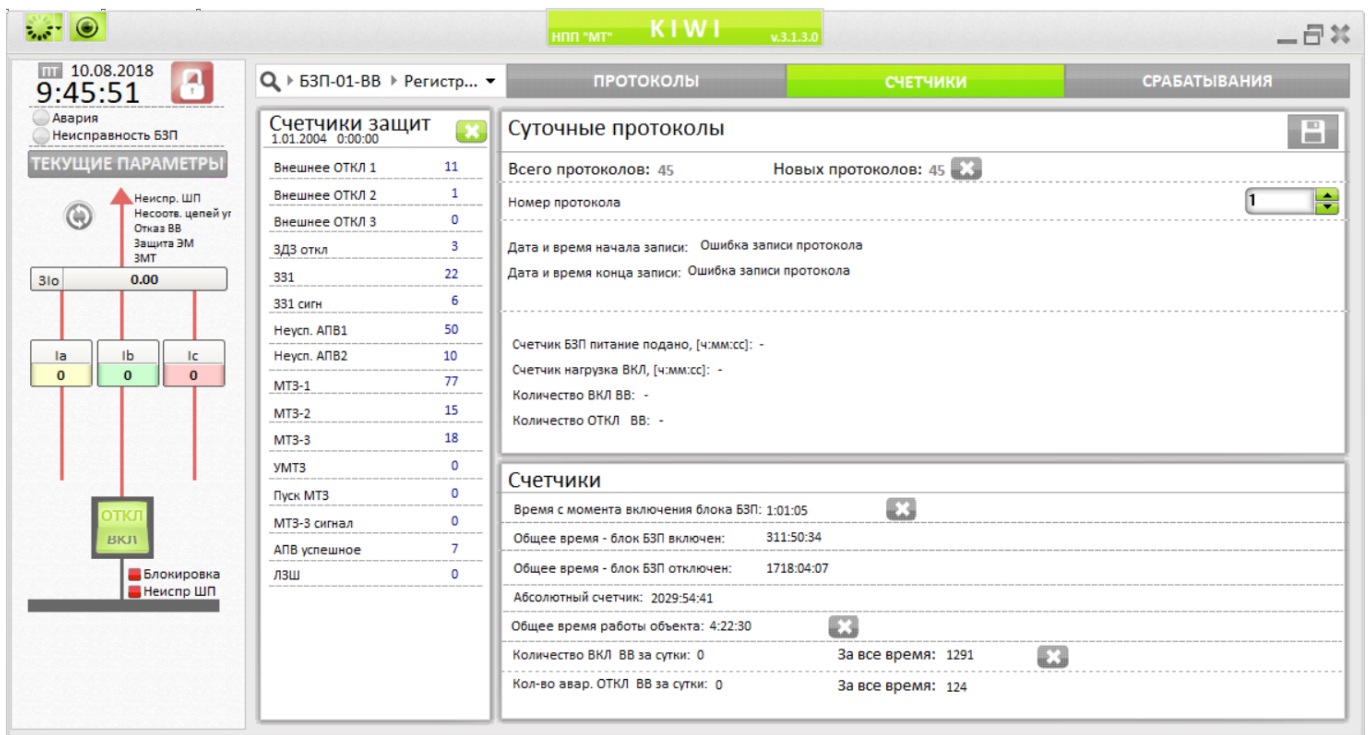 НПП "МТ" KIWI v.3.1.3.0
ПТ 10.08.2018
9:45:51
Авария
Неисправность БЗП
ТЕКУЩИЕ ПАРАМЕТРЫ
Неиспр. ШП
Несоотв. цепей уг
Отказ ВВ
Защита ЭМ
ЗМТ
3Io 0.00
Ia Ib Ic
0 0 0
ОТКЛ
ВКЛ
Блокировка
Неиспр ШП
БЗП-01-ВВ Регистр...
ПРОТОКОЛЫ СЧЕТЧИКИ СРАБАТЫВАНИЯ
Счетчики защит
1.01.2004 0:00:00
Внешнее ОТКЛ 1 11
Внешнее ОТКЛ 2 1
Внешнее ОТКЛ 3 0
ЗДЗ откл 3
ЗЗ1 22
ЗЗ1 сигн 6
Неусп. АПВ1 50
Неусп. АПВ2 10
МТЗ-1 77
МТЗ-2 15
МТЗ-3 18
УМТЗ 0
Пуск МТЗ 0
МТЗ-3 сигнал 0
АПВ успешное 7
ЛЗШ 0
Суточные протоколы
Всего протоколов: 45 Новых протоколов: 45
Номер протокола 1
Дата и время начала записи: Ошибка записи протокола
Дата и время конца записи: Ошибка записи протокола
Счетчик БЗП питание подано, [ч:мм:сс]: -
Счетчик нагрузка ВКЛ, [ч:мм:сс]: -
Количество ВКЛ ВВ: -
Количество ОТКЛ ВВ: -
Счетчики
Время с момента включения блока БЗП: 1:01:05
Общее время - блок БЗП включен: 311:50:34
Общее время - блок БЗП отключен: 1718:04:07
Абсолютный счетчик: 2029:54:41
Общее время работы объекта: 4:22:30
Количество ВКЛ ВВ за сутки: 0 За все время: 1291
Кол-во авар. ОТКЛ ВВ за сутки: 0 За все время: 124